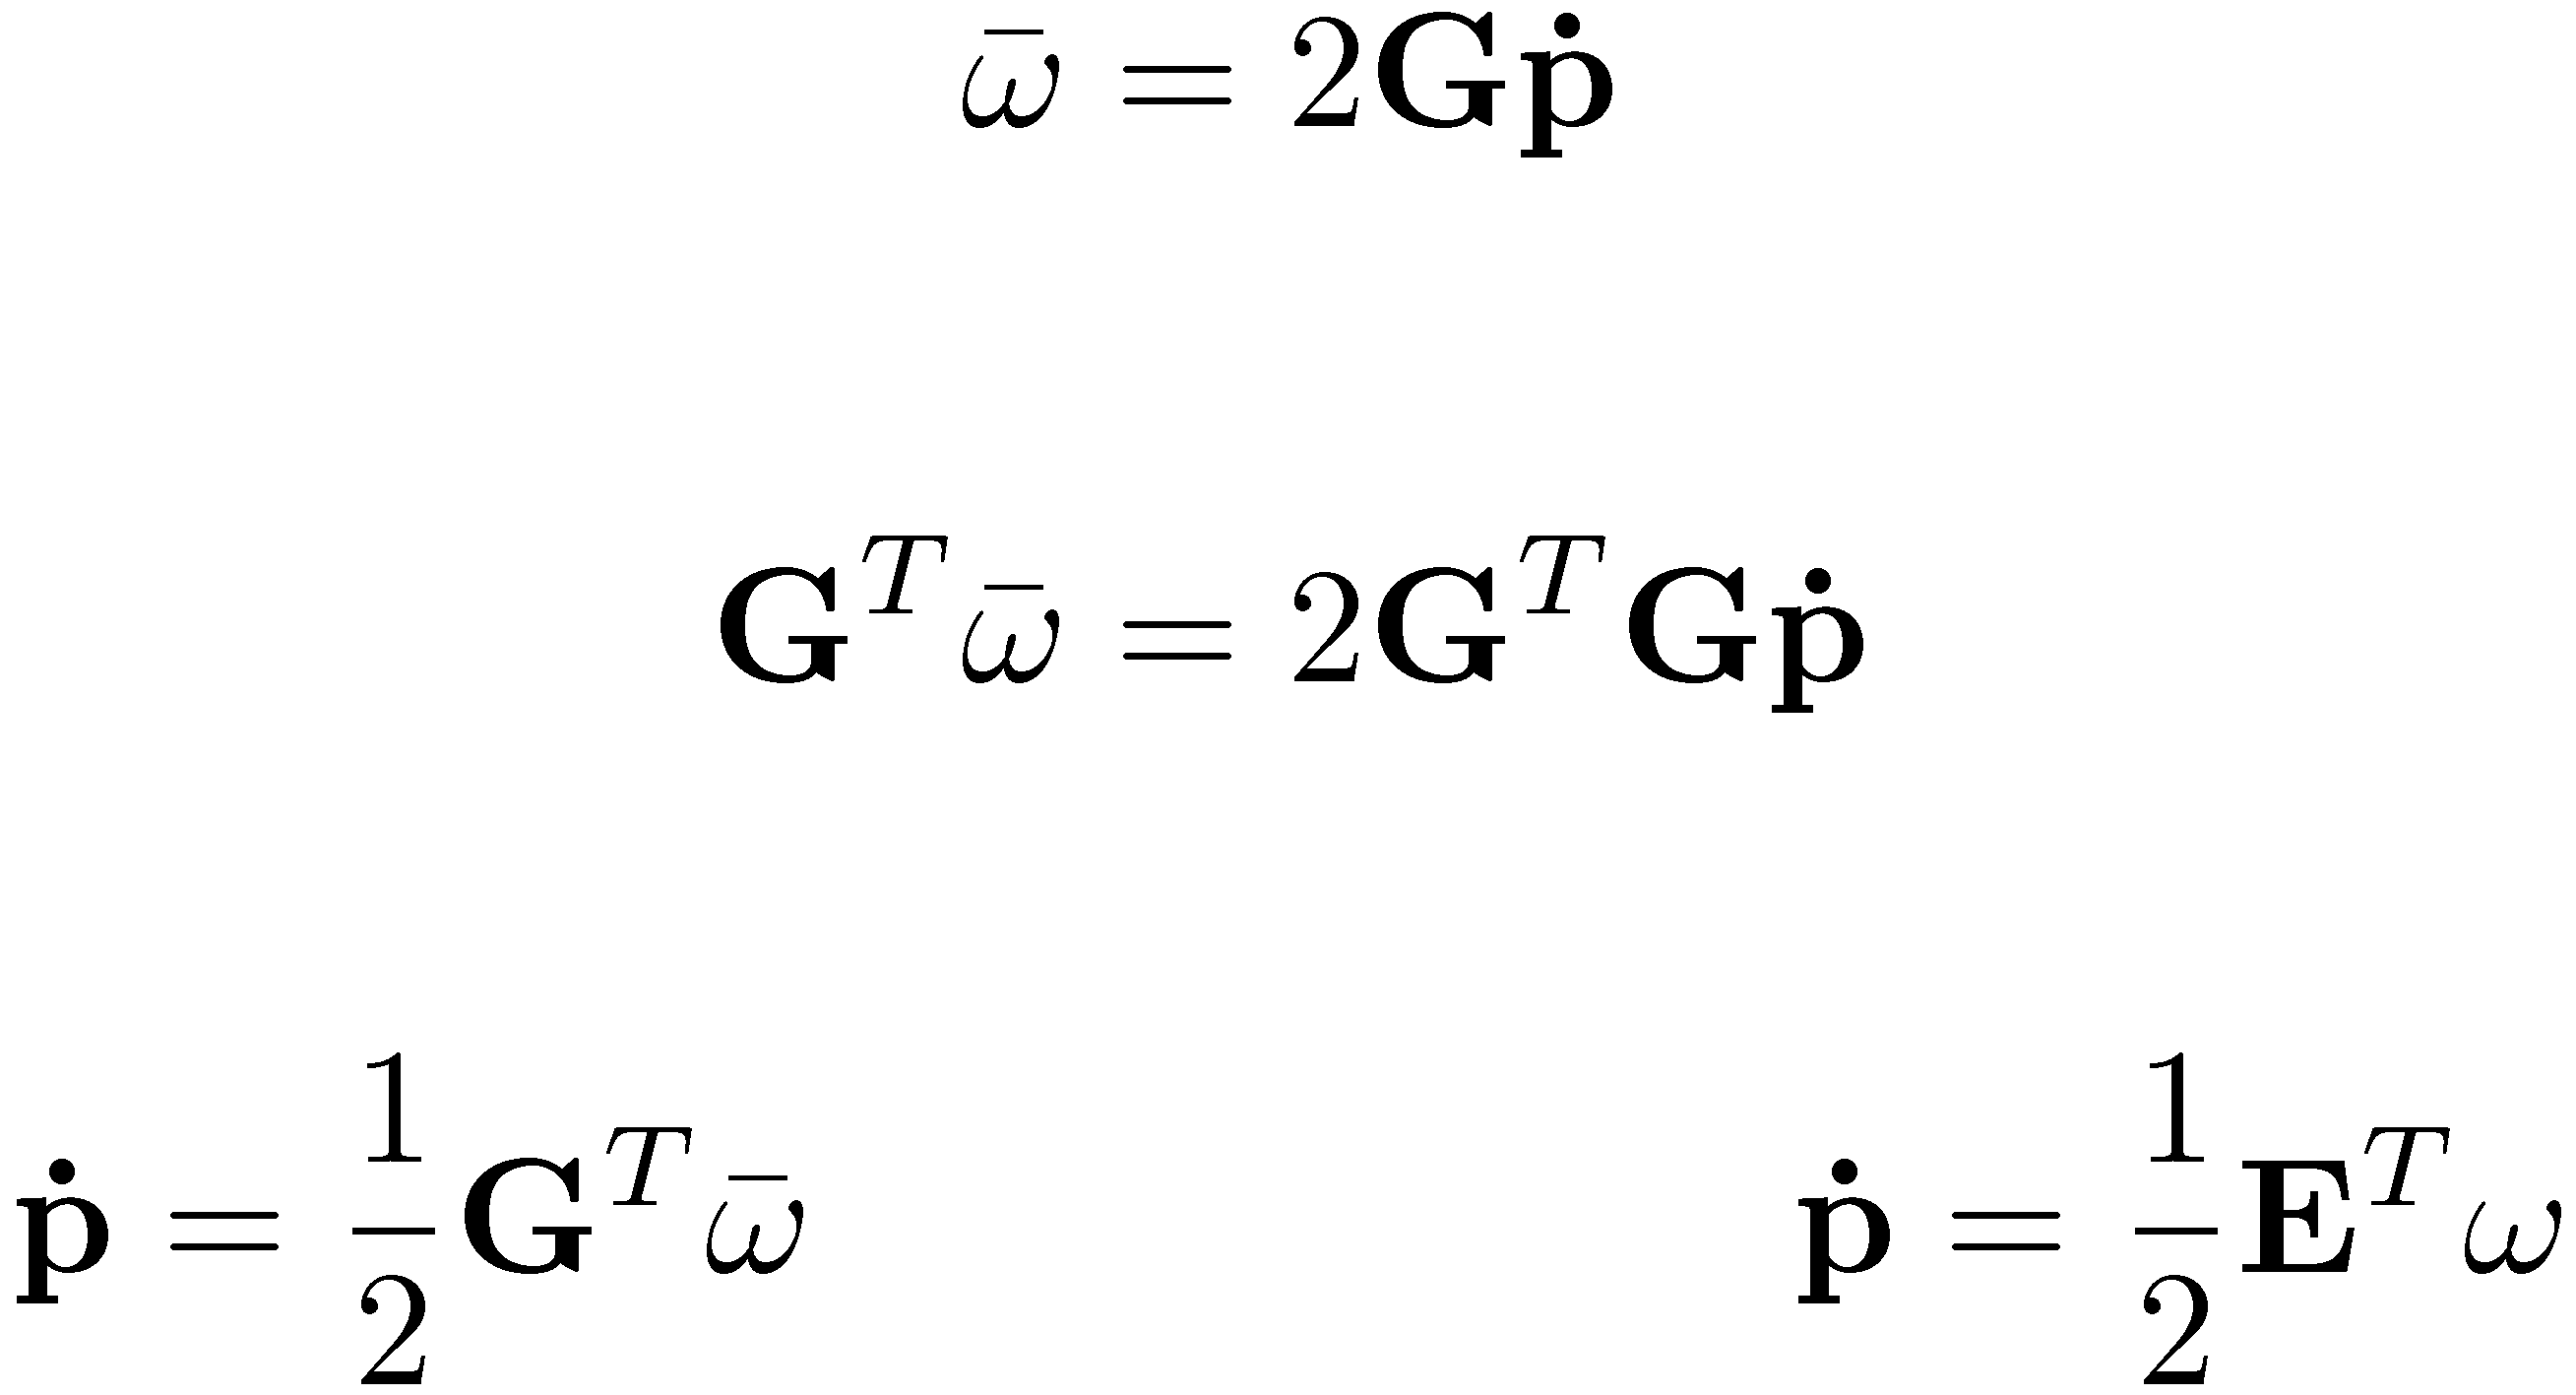 ω̄ = 2𝐆𝐩̇
𝐆ᵀω̄ = 2𝐆ᵀ𝐆𝐩̇
𝐩̇ = 1/2 𝐆ᵀω̄ 𝐩̇ = 1/2 𝐄ᵀω